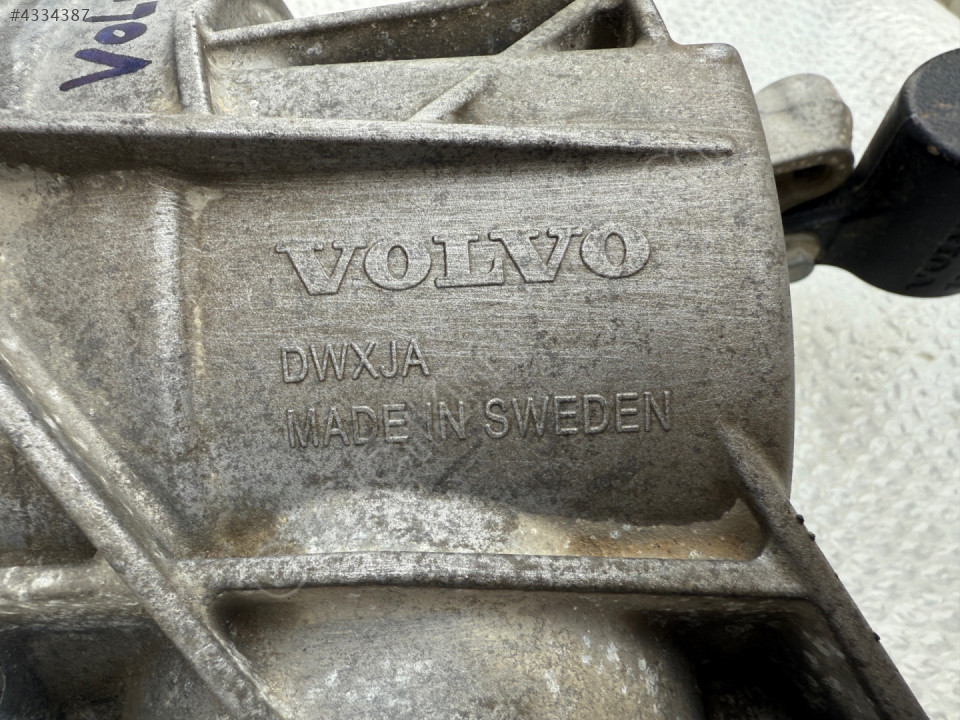 #4334387
VOLVO
DWXJA
MADE IN SWEDEN